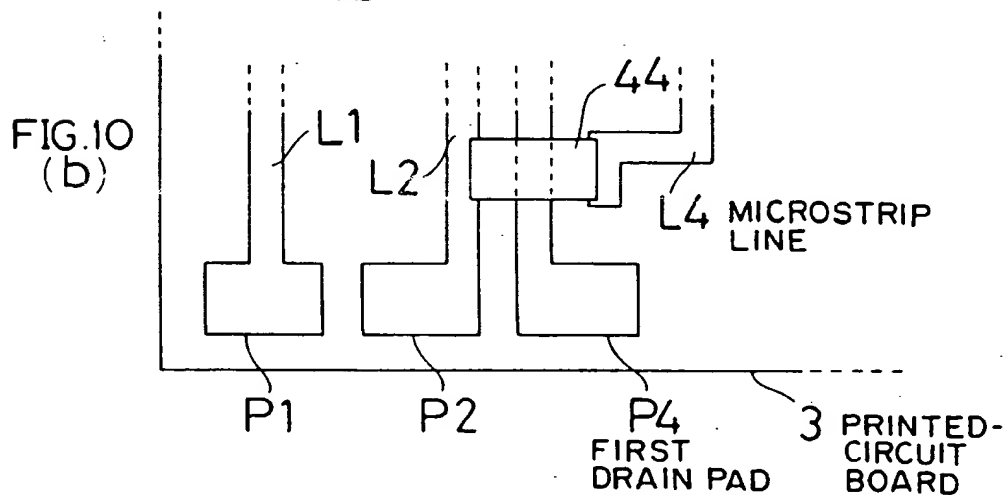 44
FIG.10
(b)
L1
L2
L4 MICROSTRIP
LINE
P1
P2
P4
FIRST
DRAIN PAD
3 PRINTED-
CIRCUIT
BOARD